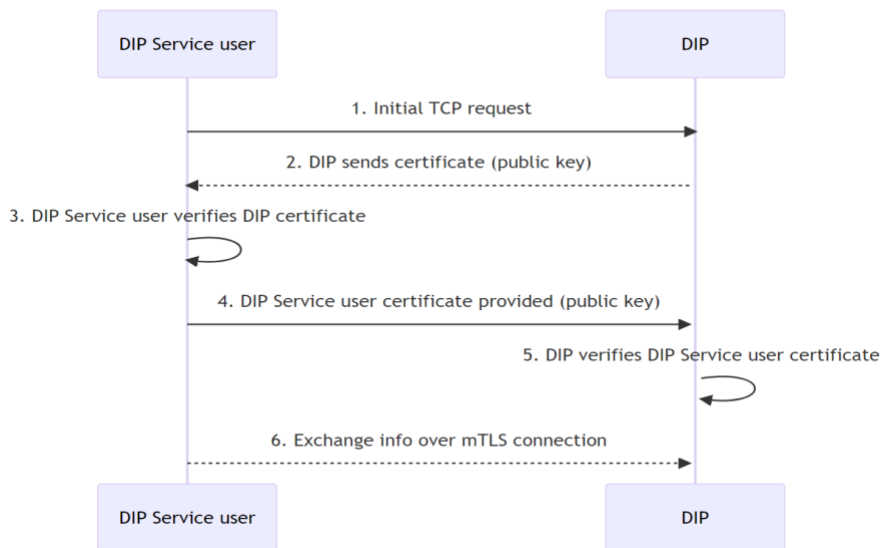 DIP Service user
DIP
1. Initial TCP request
2. DIP sends certificate (public key)
3. DIP Service user verifies DIP certificate
4. DIP Service user certificate provided (public key)
5. DIP verifies DIP Service user certificate
6. Exchange info over mTLS connection
DIP Service user
DIP